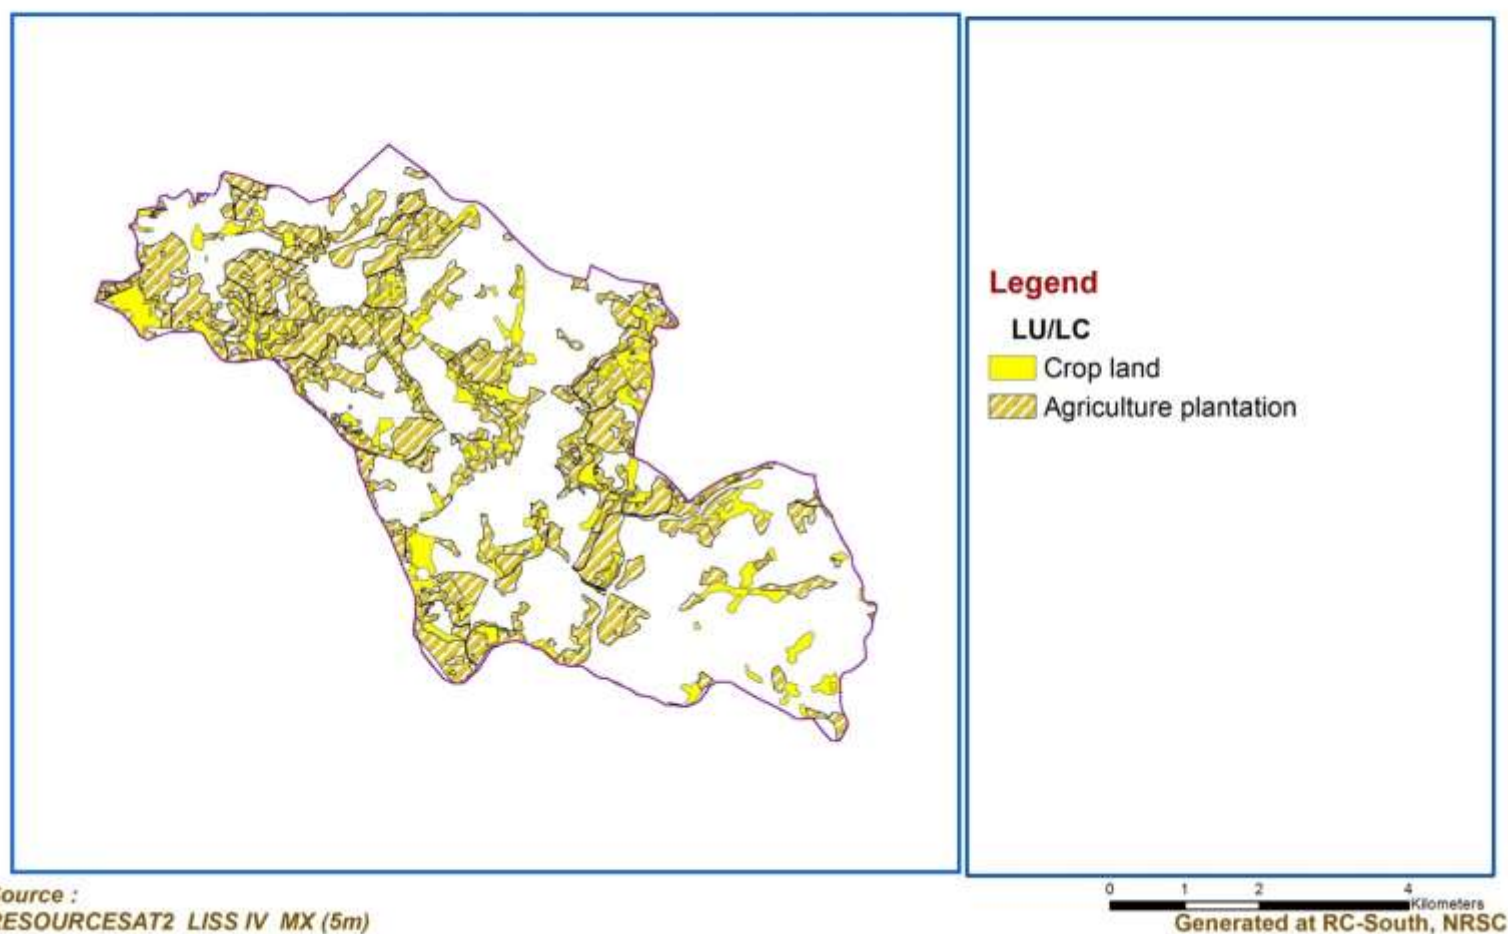 Legend
LU/LC
Crop land
Agriculture plantation
ource :
RESOURCESAT2 LISS IV MX (5m)
0 1 2 4
Kilometers
Generated at RC-South, NRSC